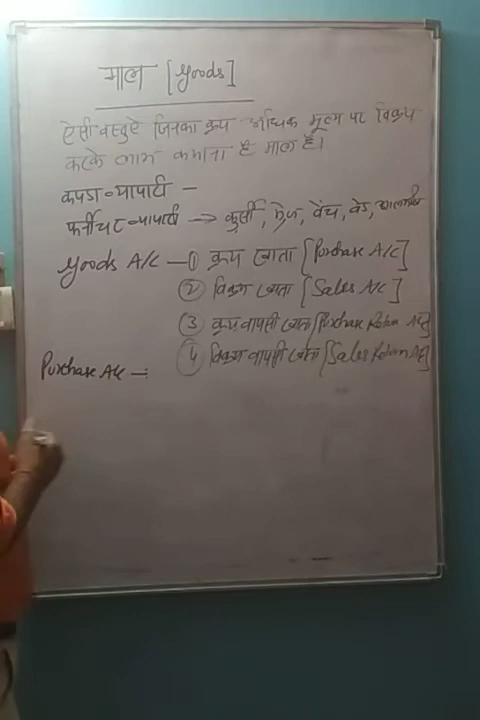 माल [Goods]
ऐसी वस्तुऐ जिनका क्रय अधिक मूल्य पर विक्रय
करके लाभ कमाना है माल है।
कपडा व्यापारी -
फर्नीचर व्यापारी → कुर्सी, मेज, बेंच, बेड, आलमारी
Goods A/c - ① क्रय खाता [Purchase A/c]
② विक्रय खाता [Sales A/c]
③ क्रय वापसी खाता [Purchase Return A/c]
④ विक्रय वापसी खाता [Sales Return A/c]
Purchase A/c -: